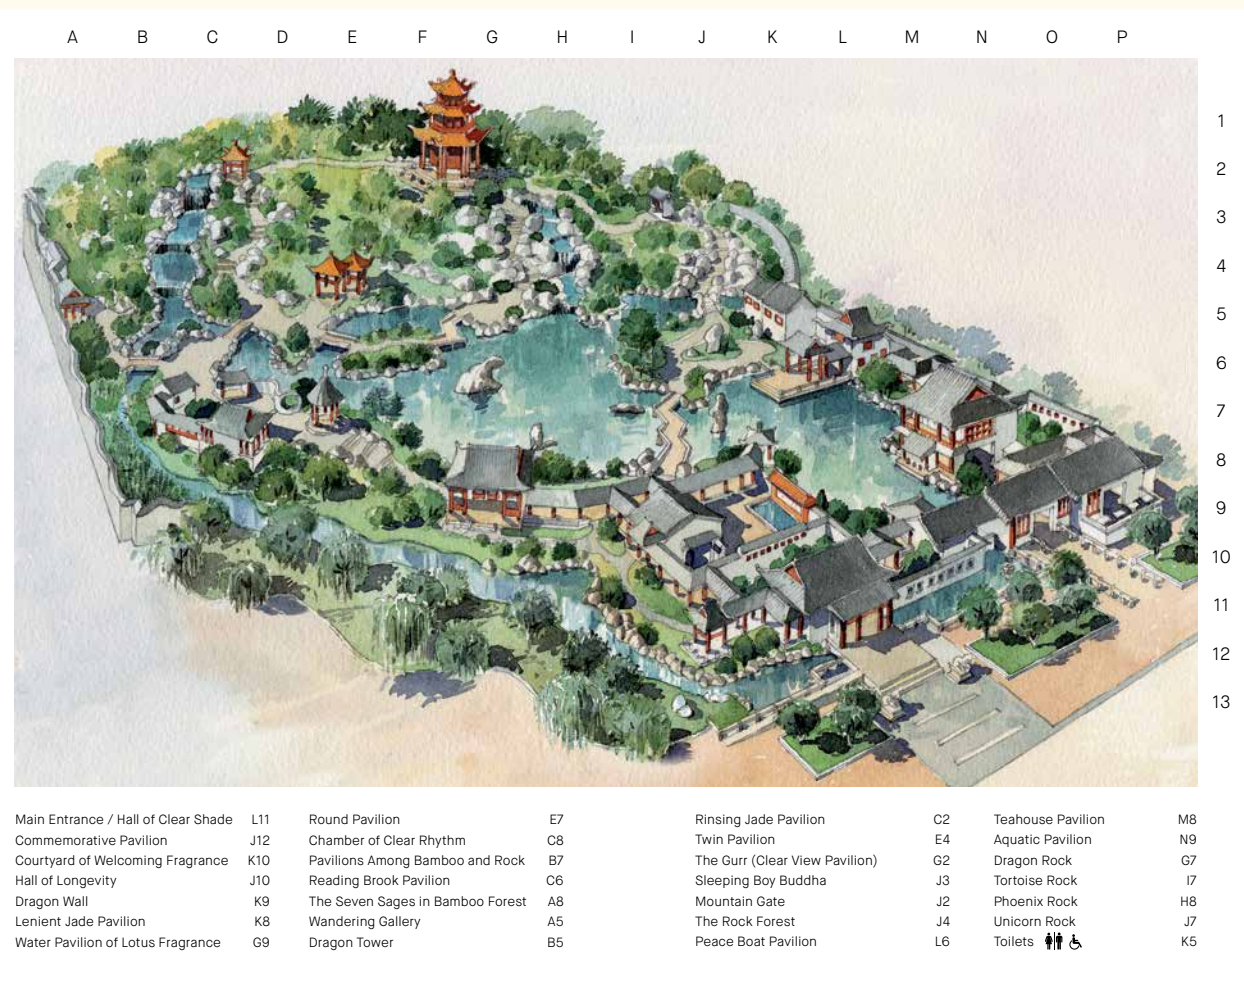 A B C D E F G H I J K L M N O P
1
2
3
4
5
6
7
8
9
10
11
12
13
Main Entrance / Hall of Clear Shade L11
Commemorative Pavilion J12
Courtyard of Welcoming Fragrance K10
Hall of Longevity J10
Dragon Wall K9
Lenient Jade Pavilion K8
Water Pavilion of Lotus Fragrance G9
Round Pavilion E7
Chamber of Clear Rhythm C8
Pavilions Among Bamboo and Rock B7
Reading Brook Pavilion C6
The Seven Sages in Bamboo Forest A8
Wandering Gallery A5
Dragon Tower B5
Rinsing Jade Pavilion C2
Twin Pavilion E4
The Gurr (Clear View Pavilion) G2
Sleeping Boy Buddha J3
Mountain Gate J2
The Rock Forest J4
Peace Boat Pavilion L6
Teahouse Pavilion M8
Aquatic Pavilion N9
Dragon Rock G7
Tortoise Rock I7
Phoenix Rock H8
Unicorn Rock J7
Toilets K5